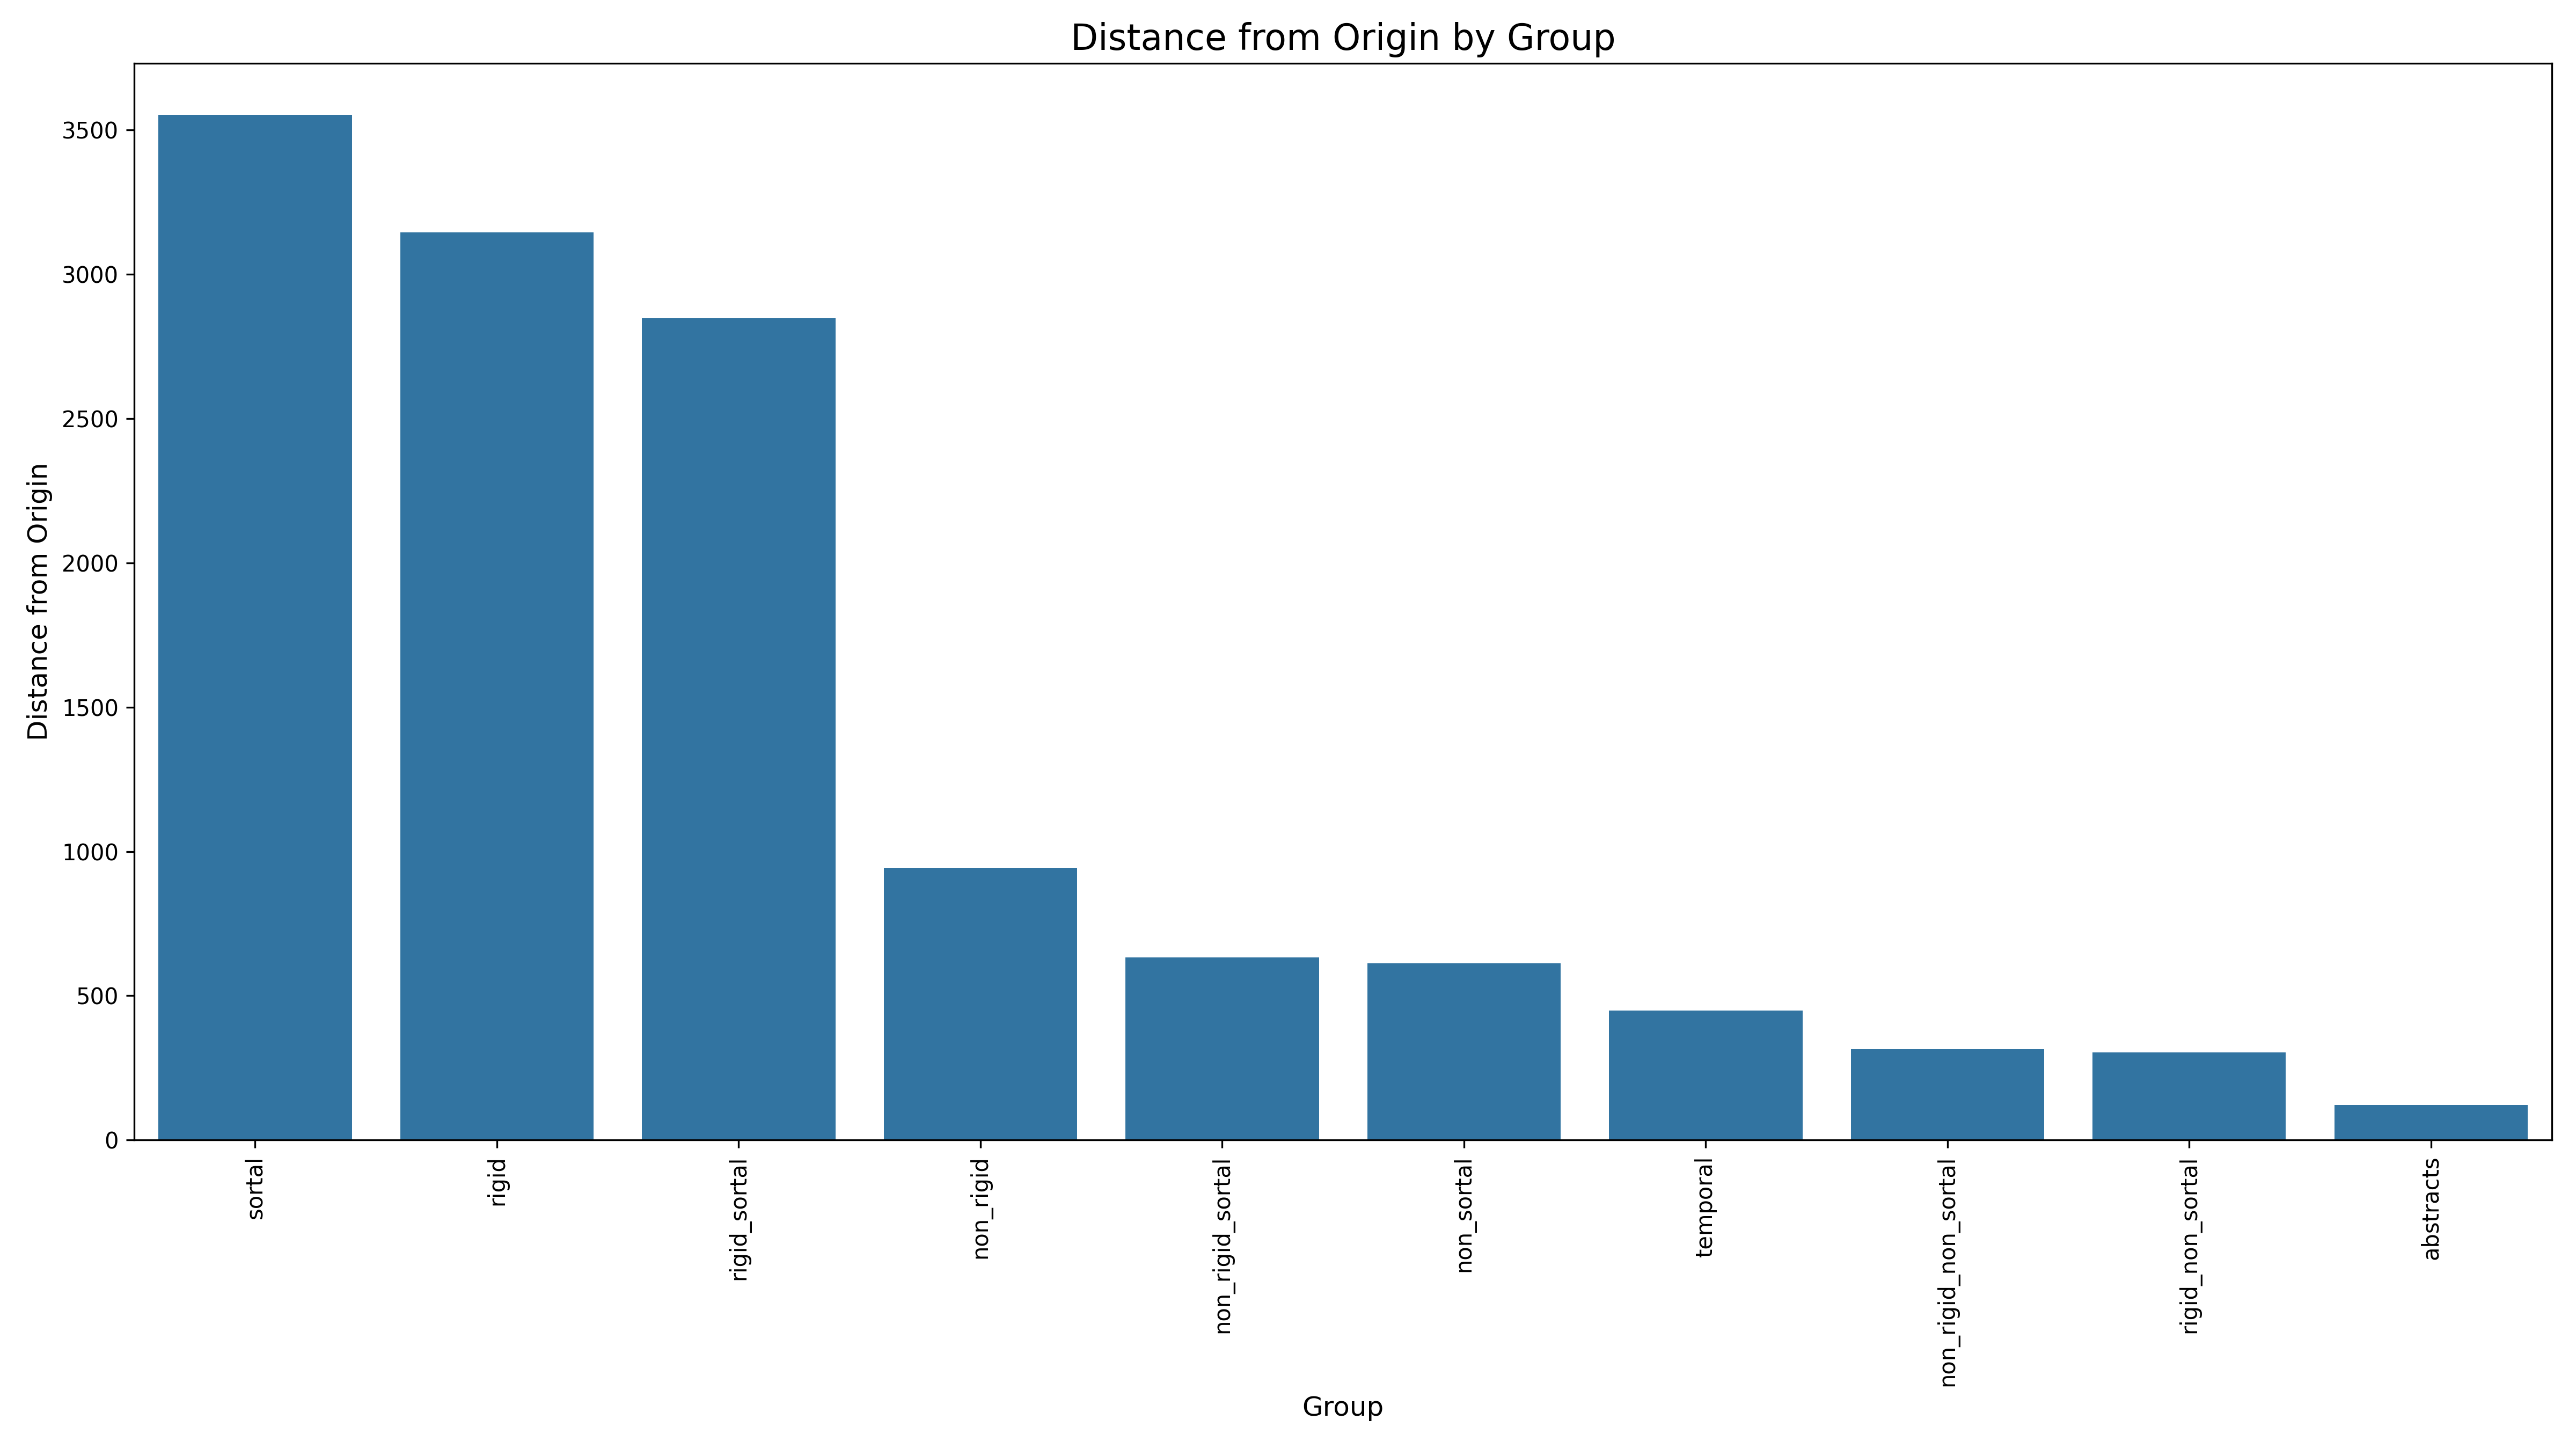 Distance from Origin by Group
Distance from Origin
3500
3000
2500
2000
1500
1000
500
0
sortal
rigid
rigid_sortal
non_rigid
non_rigid_sortal
non_sortal
temporal
non_rigid_non_sortal
rigid_non_sortal
abstracts
Group